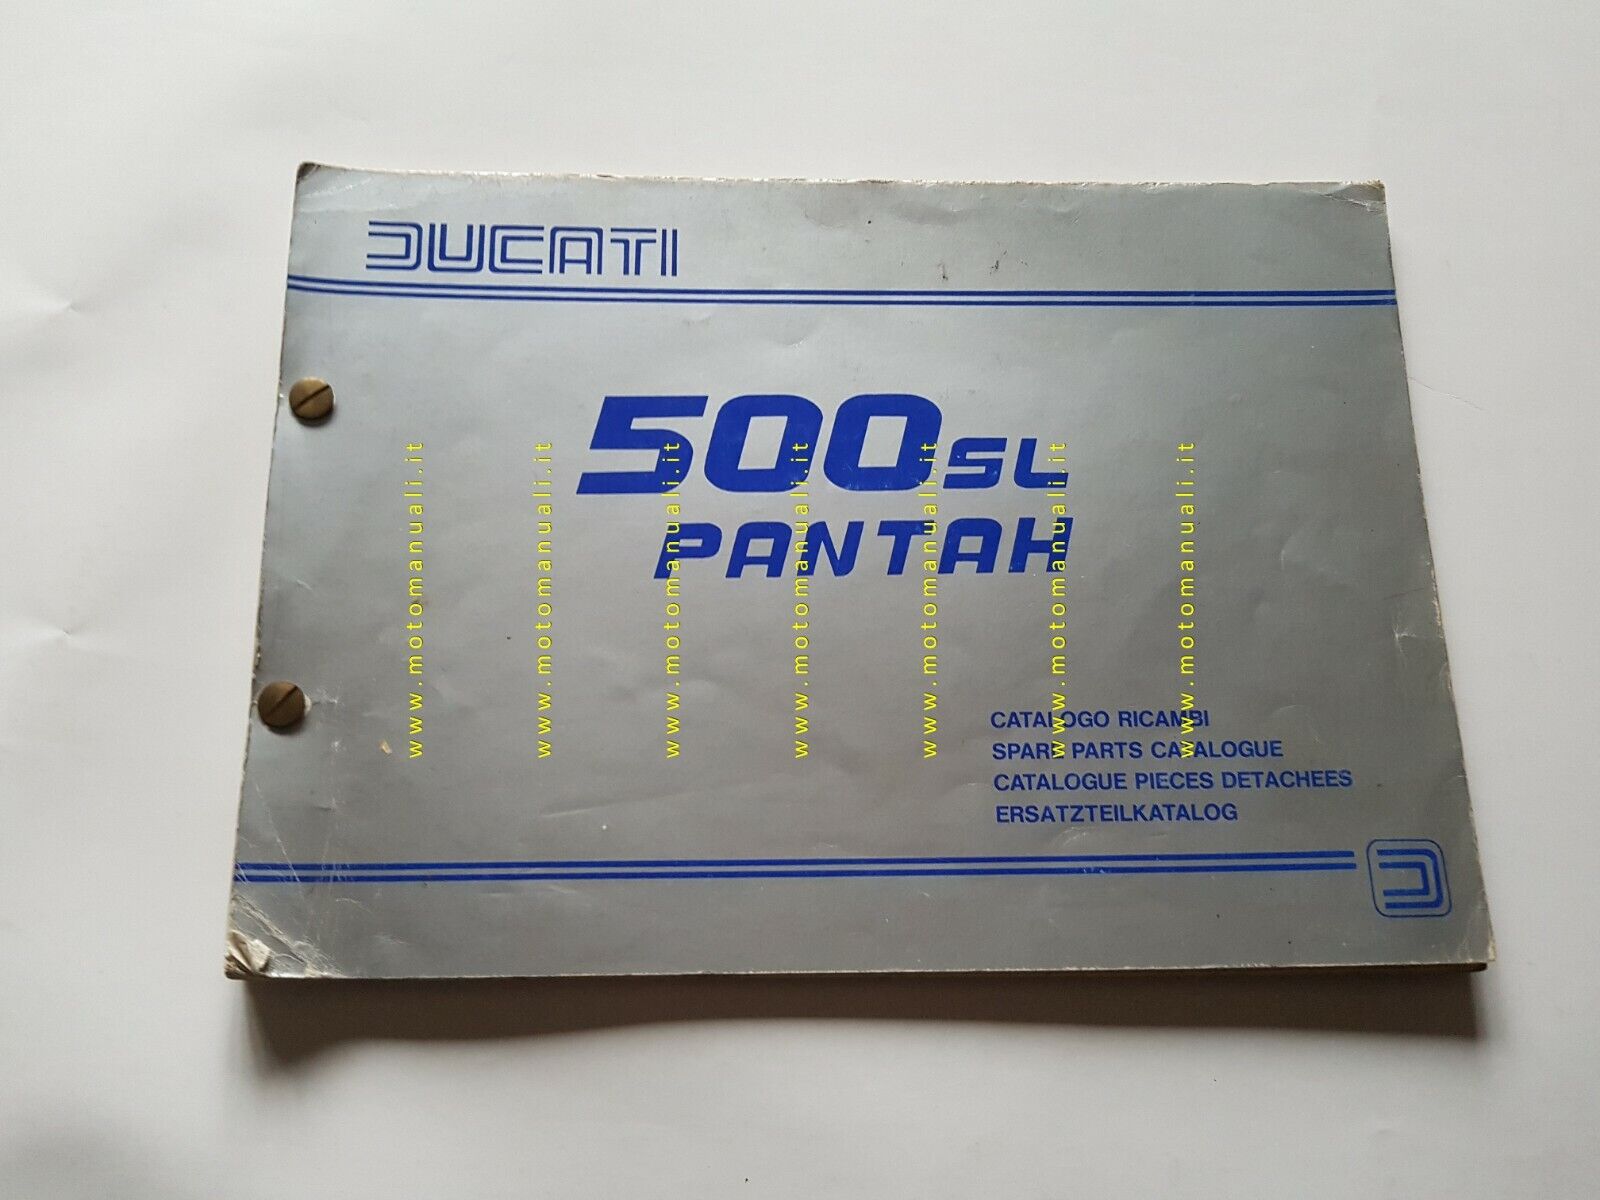 DUCATI
500SL
PANTAH
CATALOGO RICAMBI
SPARE PARTS CATALOGUE
CATALOGUE PIECES DETACHEES
ERSATZTEILKATALOG
D
www.motomanuali.it
www.motomanuali.it
www.motomanuali.it
www.motomanuali.it
www.motomanuali.it
www.motomanuali.it
www.motomanuali.it